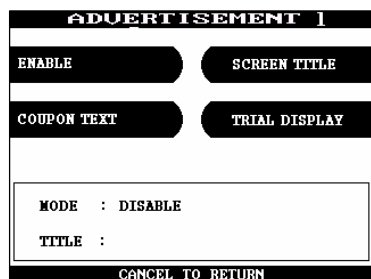 ADVERTISEMENT 1
ENABLE
SCREEN TITLE
COUPON TEXT
TRIAL DISPLAY
MODE : DISABLE
TITLE :
CANCEL TO RETURN